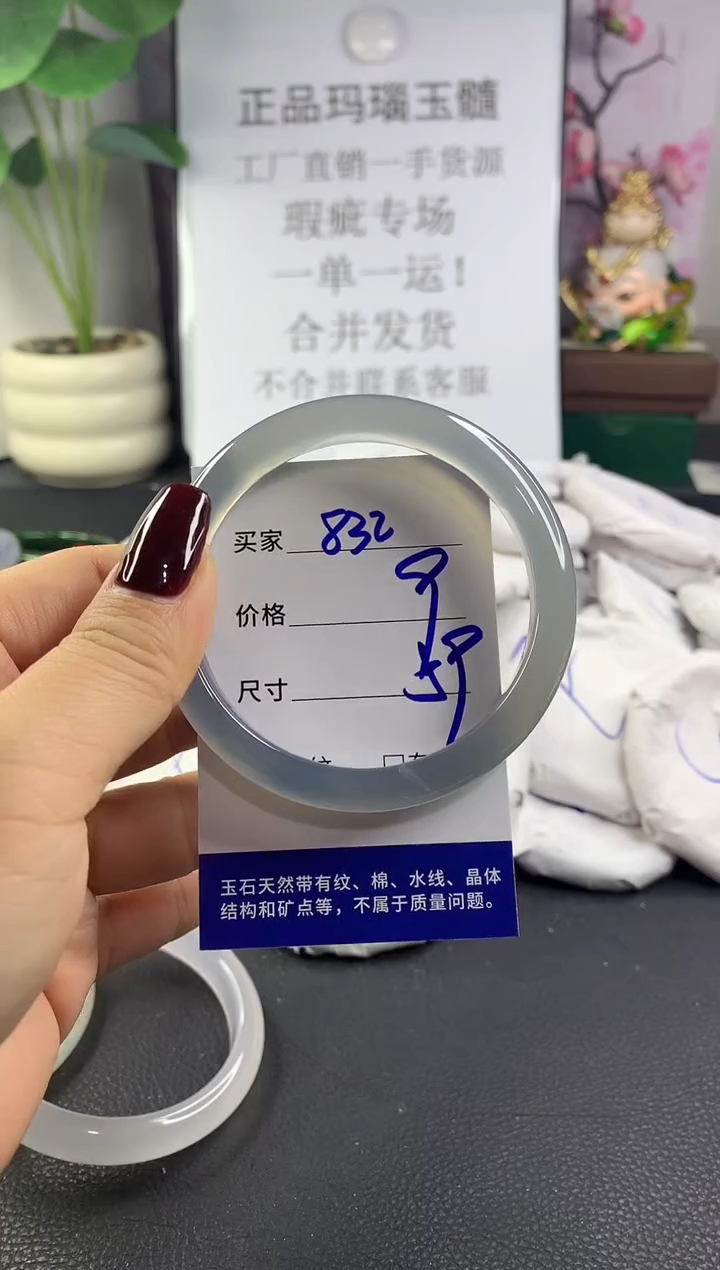 正品玛瑙玉髓
工厂直销一手货源
瑕疵专场
一单一运!
合并发货
不合并联系客服
买家 832
价格 9
尺寸 59
玉石天然带有纹、棉、水线、晶体
结构和矿点等，不属于质量问题。